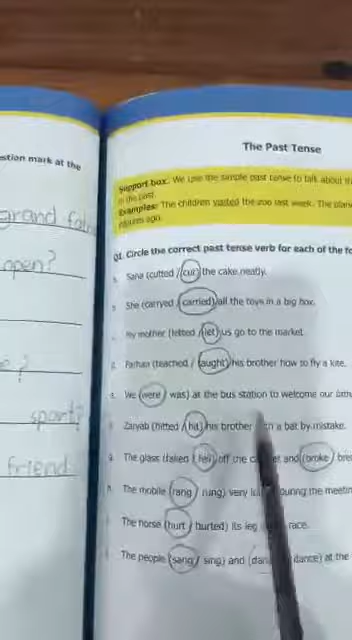 stion mark at the
grand fat
open?
?
sport?
friend
The Past Tense
Support box: We use the simple past tense to talk about
in the past.
Examples: The children visited the zoo last week. The
minutes ago.
Q1. Circle the correct past tense verb for each of the fo
Sana (cutted / cut) the cake neatly.
She (carryed / carried) all the toys in a big box.
My mother (letted / let) us go to the market.
Farhan (teached / taught) his brother how to fly a kite.
We (were / was) at the bus station to welcome our
Zaryab (hitted / hit) his brother a bat by mistake.
g. The glass (falled / fell) off the and (broke /
h. The mobile (rang / rung) very during the meetin
The horse (hurt / hurted) its leg race.
The people (sang / sing) and dance) at the